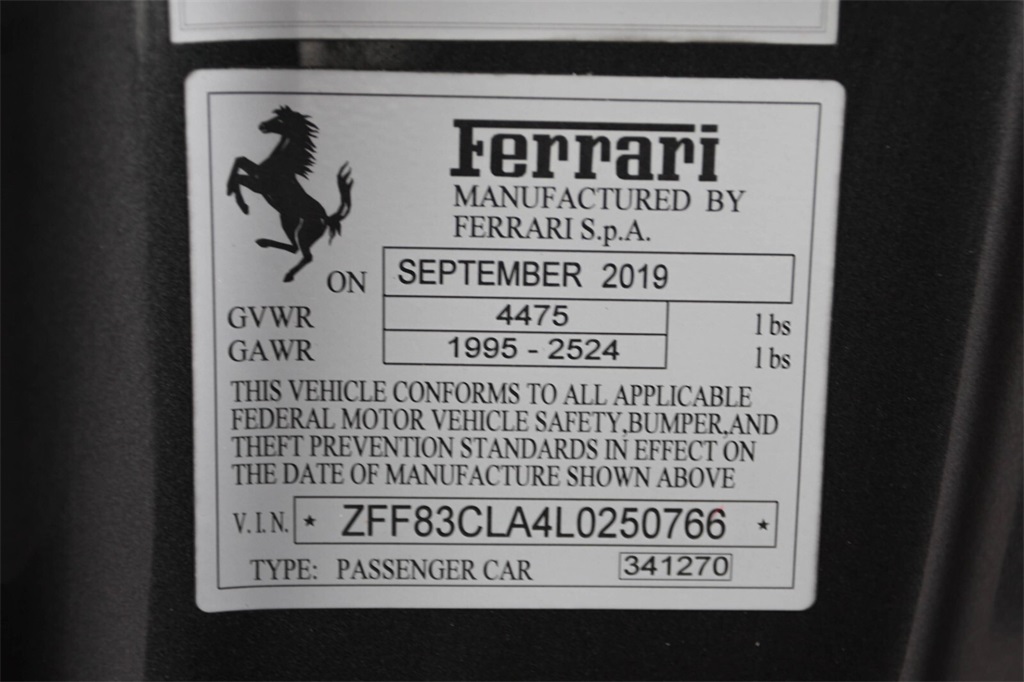 Ferrari
MANUFACTURED BY
FERRARI S.p.A.
ON SEPTEMBER 2019
GVWR 4475 lbs
GAWR 1995 - 2524 lbs
THIS VEHICLE CONFORMS TO ALL APPLICABLE
FEDERAL MOTOR VEHICLE SAFETY,BUMPER,AND
THEFT PREVENTION STANDARDS IN EFFECT ON
THE DATE OF MANUFACTURE SHOWN ABOVE
V.I.N. * ZFF83CLA4L0250766 *
TYPE: PASSENGER CAR 341270